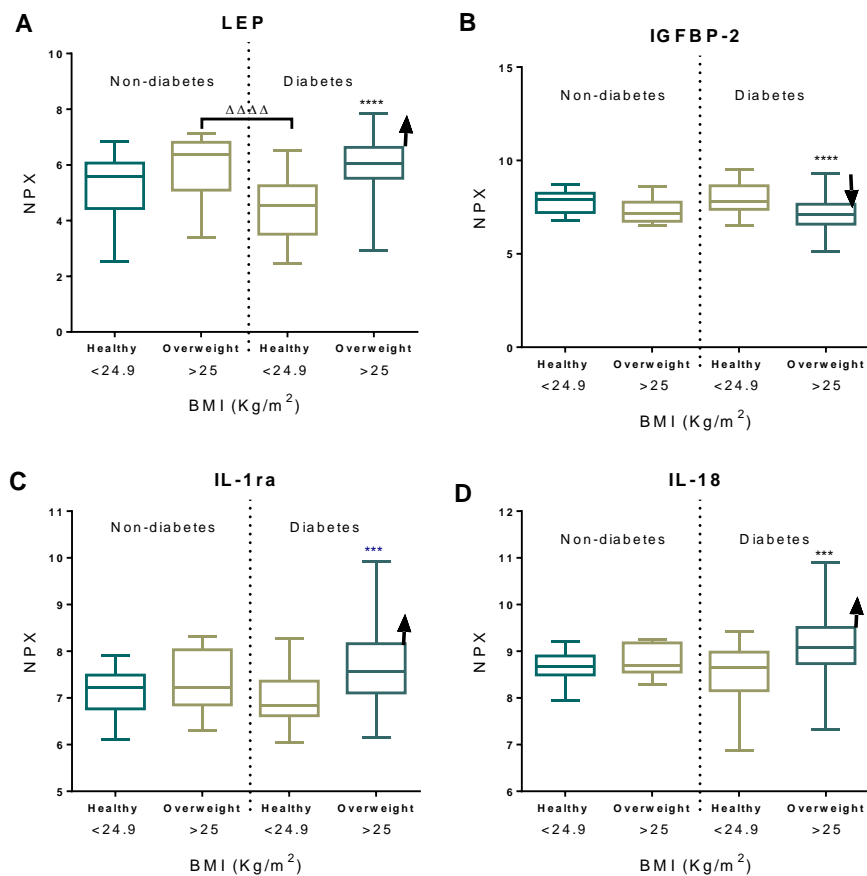 A
LEP
10
8
6
4
2
0
NPX
Non-diabetes
Diabetes
ΔΔΔΔ
****
Healthy
Overweight
Healthy
Overweight
<24.9
>25
<24.9
>25
BMI (Kg/m²)
B
IGFBP-2
15
10
5
0
NPX
Non-diabetes
Diabetes
****
Healthy
Overweight
Healthy
Overweight
<24.9
>25
<24.9
>25
BMI (Kg/m²)
C
IL-1ra
11
10
9
8
7
6
5
NPX
Non-diabetes
Diabetes
***
Healthy
Overweight
Healthy
Overweight
<24.9
>25
<24.9
>25
BMI (Kg/m²)
D
IL-18
12
11
10
9
8
7
6
NPX
Non-diabetes
Diabetes
***
Healthy
Overweight
Healthy
Overweight
<24.9
>25
<24.9
>25
BMI (Kg/m²)